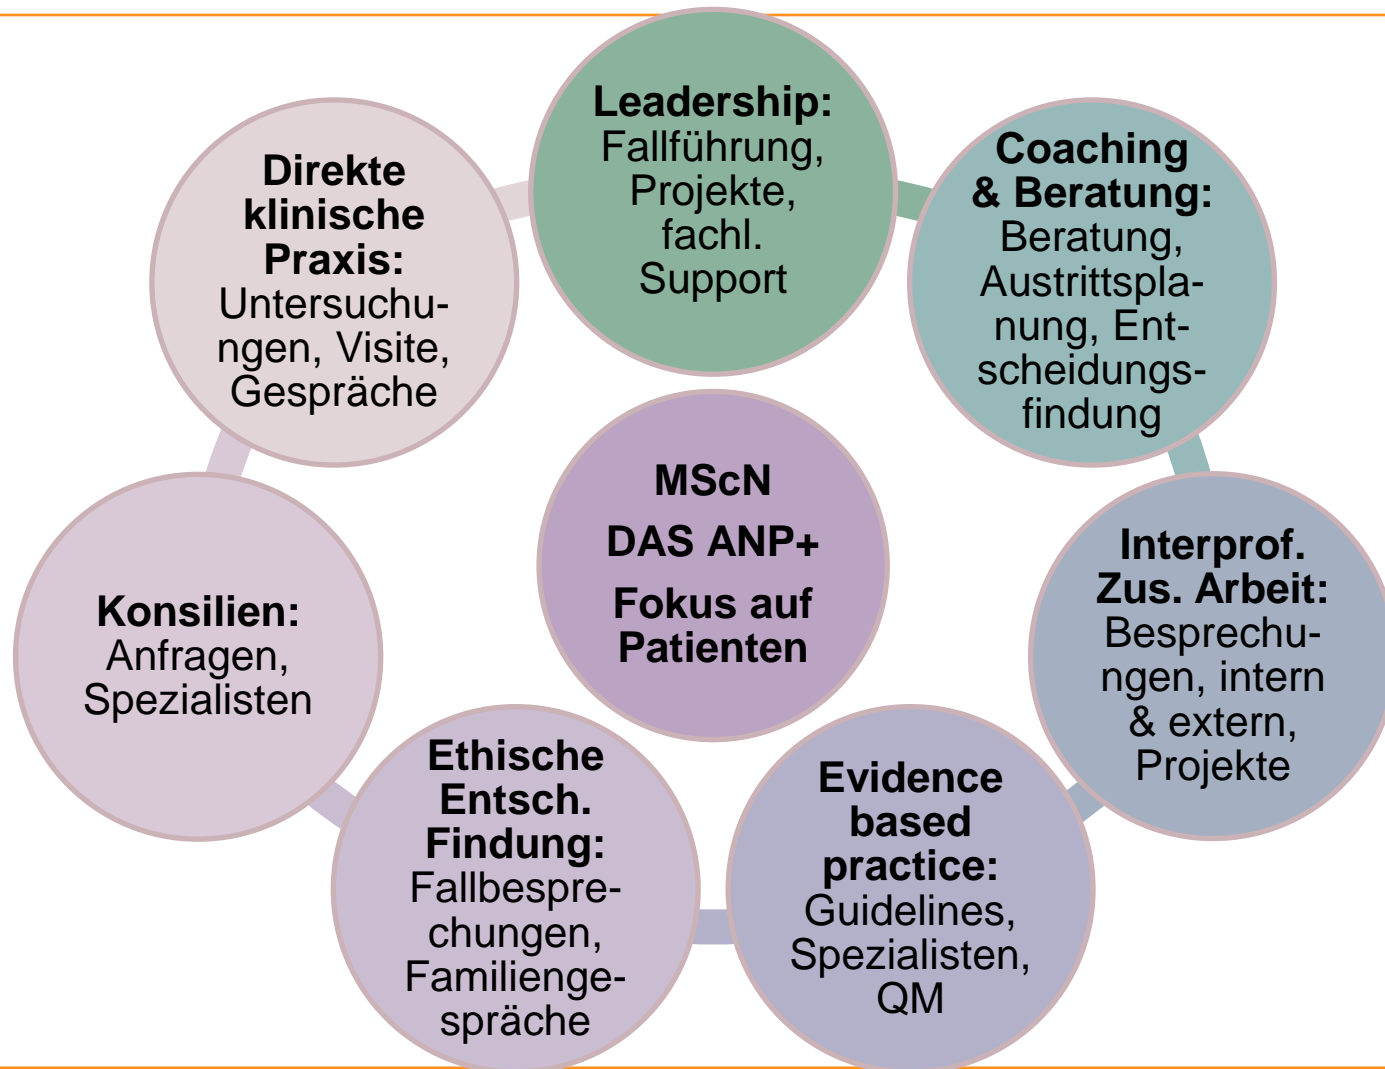 Leadership:
Fallführung,
Projekte,
fachl.
Support
Coaching
& Beratung:
Beratung,
Austrittspla-
nung, Ent-
scheidungs-
findung
Interprof.
Zus. Arbeit:
Besprechu-
ngen, intern
& extern,
Projekte
Evidence
based
practice:
Guidelines,
Spezialisten,
QM
Ethische
Entsch.
Findung:
Fallbespre-
chungen,
Familienge-
spräche
Konsilien:
Anfragen,
Spezialisten
Direkte
klinische
Praxis:
Untersuchu-
ngen, Visite,
Gespräche
MScN
DAS ANP+
Fokus auf
Patienten